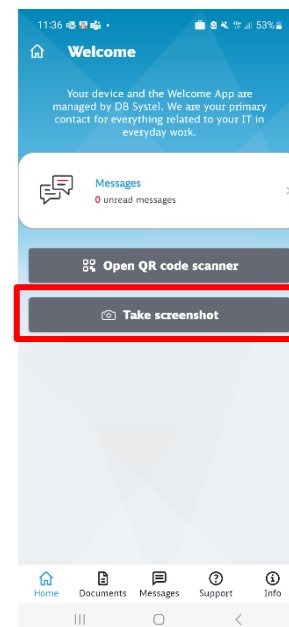 11:36
53%
Welcome
Your device and the Welcome App are
managed by DB Systel. We are your primary
contact for everything related to your IT in
everyday work.
Messages
0 unread messages
Open QR code scanner
Take screenshot
Home Documents Messages Support Info